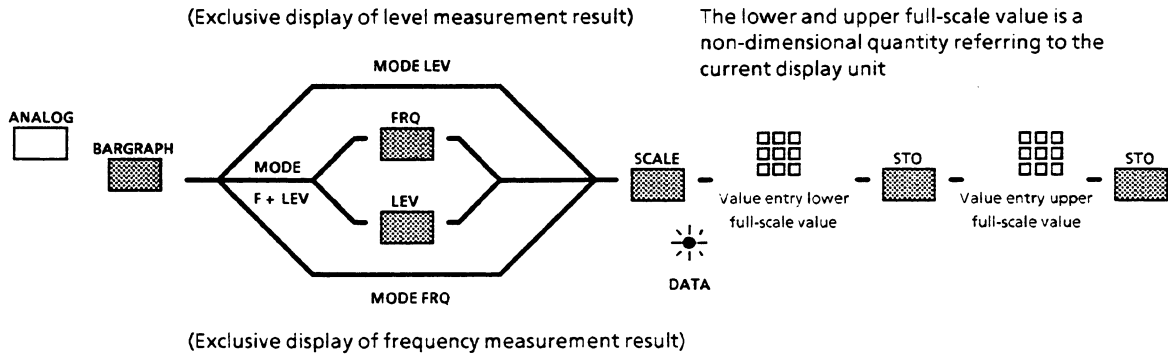 (Exclusive display of level measurement result)
The lower and upper full-scale value is a
non-dimensional quantity referring to the
current display unit
MODE LEV
ANALOG
BARGRAPH
MODE
F + LEV
FRQ
LEV
SCALE
Value entry lower
full-scale value
STO
Value entry upper
full-scale value
STO
DATA
MODE FRQ
(Exclusive display of frequency measurement result)